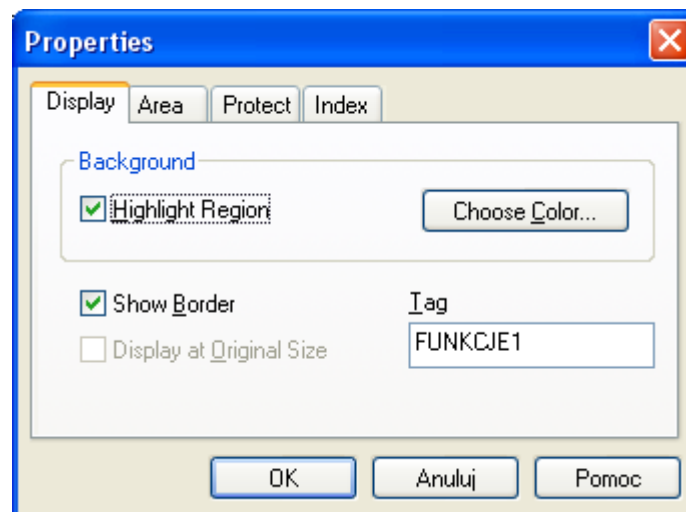 Properties
Display Area Protect Index
Background
Highlight Region Choose Color...
Show Border Tag
Display at Original Size FUNKCJE1
OK Anuluj Pomoc